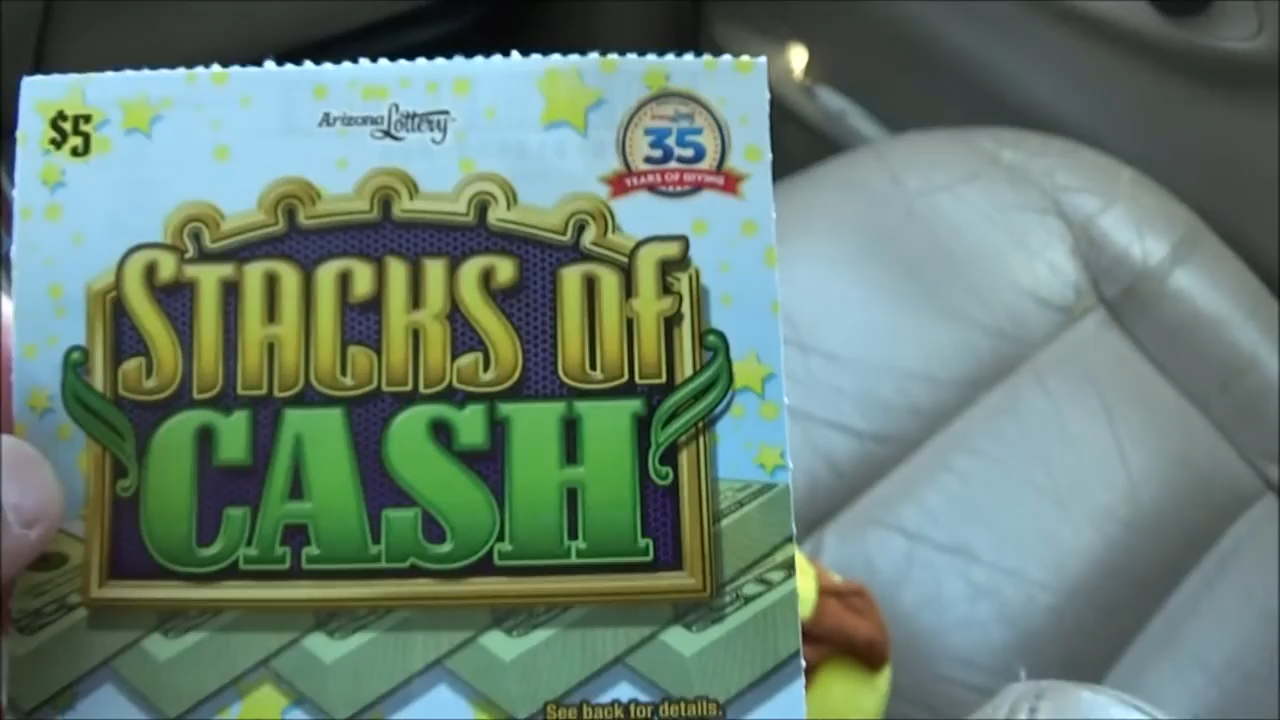 $5
Arizona Lottery
35
YEARS OF GIVING
STACKS OF
CASH
See back for details.